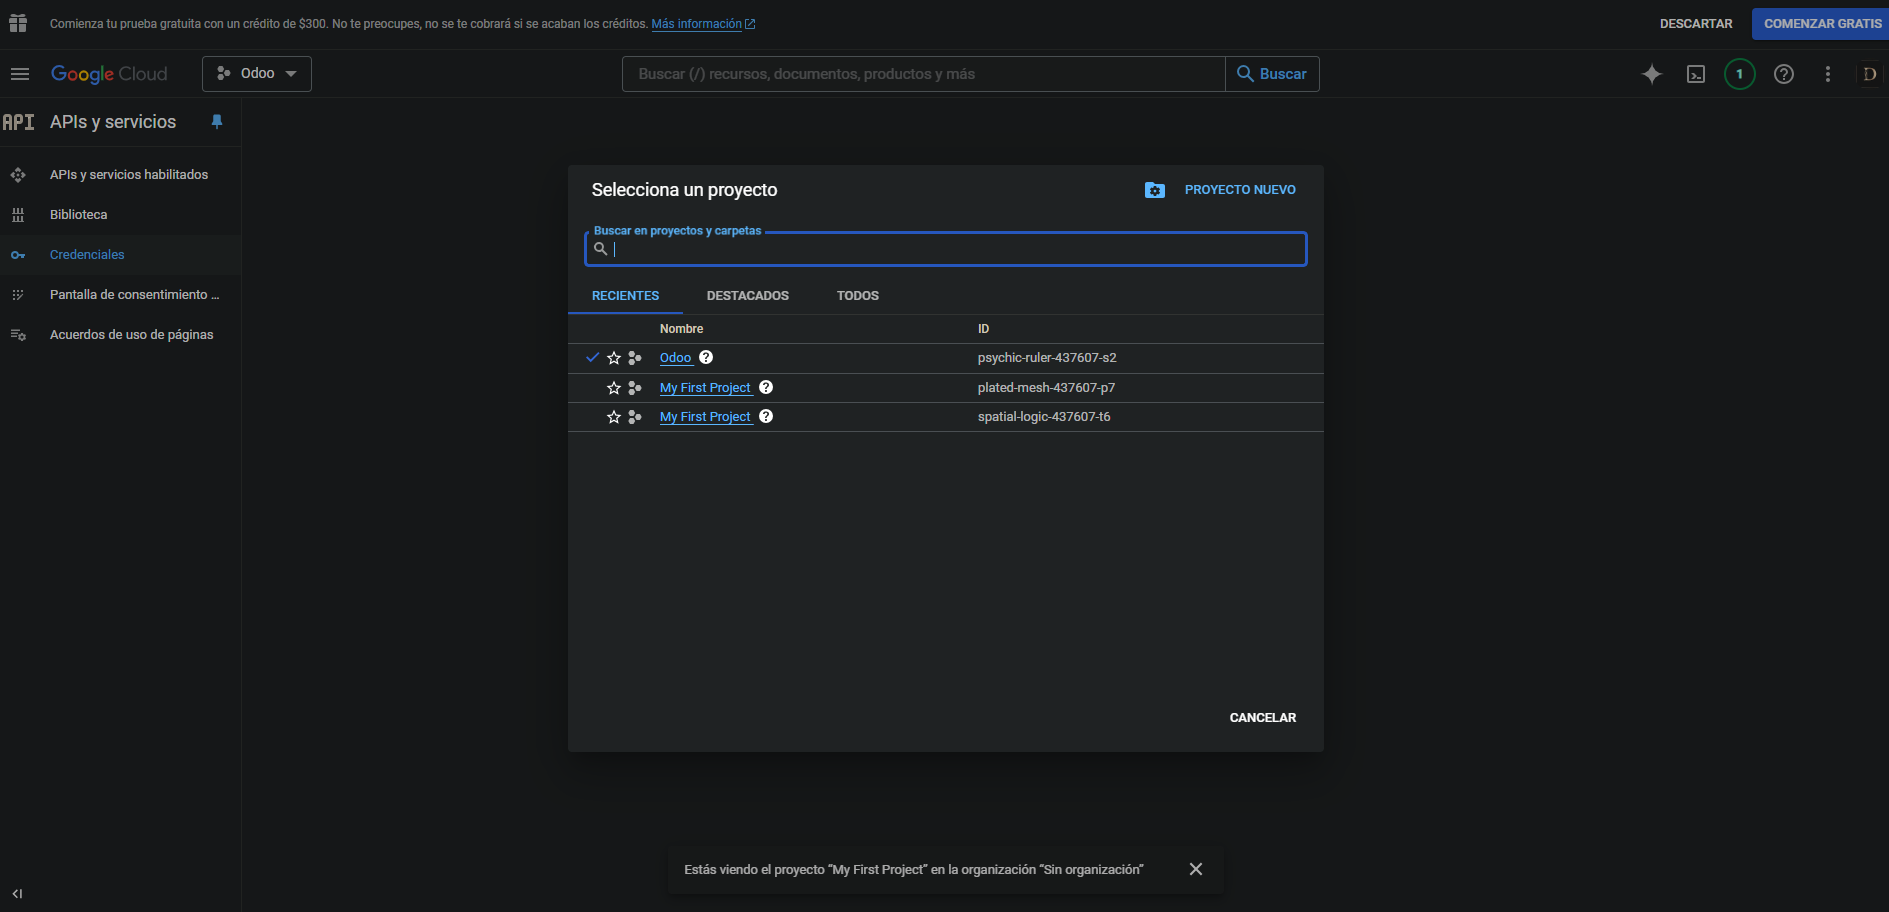 Comienza tu prueba gratuita con un crédito de $300. No te preocupes, no se te cobrará si se acaban los créditos. Más información
DESCARTAR
COMENZAR GRATIS
Google Cloud
Odoo
Buscar (/) recursos, documentos, productos y más
Buscar
1
D
API
APIs y servicios
APIs y servicios habilitados
Biblioteca
Credenciales
Pantalla de consentimiento ...
Acuerdos de uso de páginas
Selecciona un proyecto
PROYECTO NUEVO
Buscar en proyectos y carpetas
RECIENTES
DESTACADOS
TODOS
Nombre
ID
Odoo
psychic-ruler-437607-s2
My First Project
plated-mesh-437607-p7
My First Project
spatial-logic-437607-t6
CANCELAR
Estás viendo el proyecto “My First Project” en la organización “Sin organización”